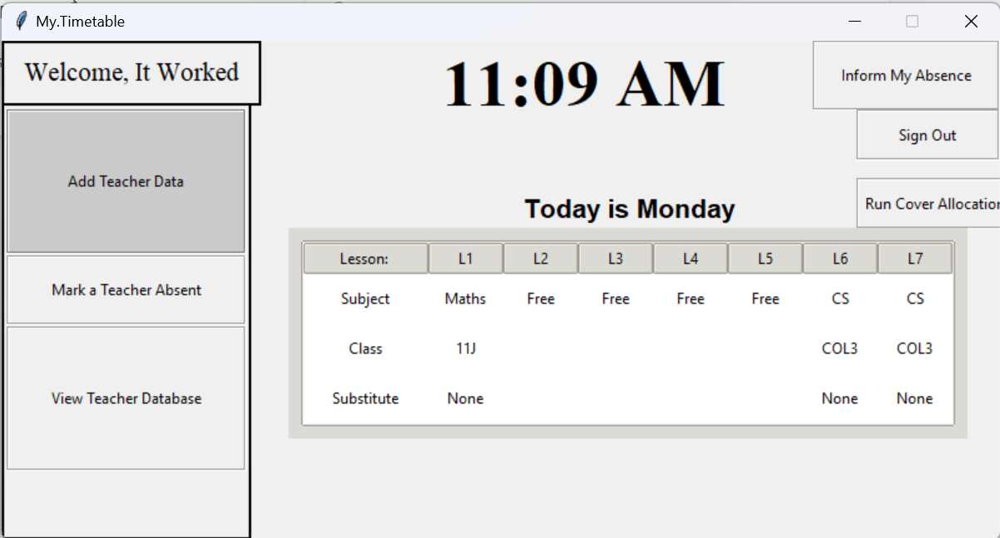 My.Timetable
Welcome, It Worked
11:09 AM
Inform My Absence
Sign Out
Add Teacher Data
Run Cover Allocation
Today is Monday
Lesson: L1 L2 L3 L4 L5 L6 L7
Mark a Teacher Absent
Subject Maths Free Free Free Free CS CS
Class 11J COL3 COL3
View Teacher Database
Substitute None None None